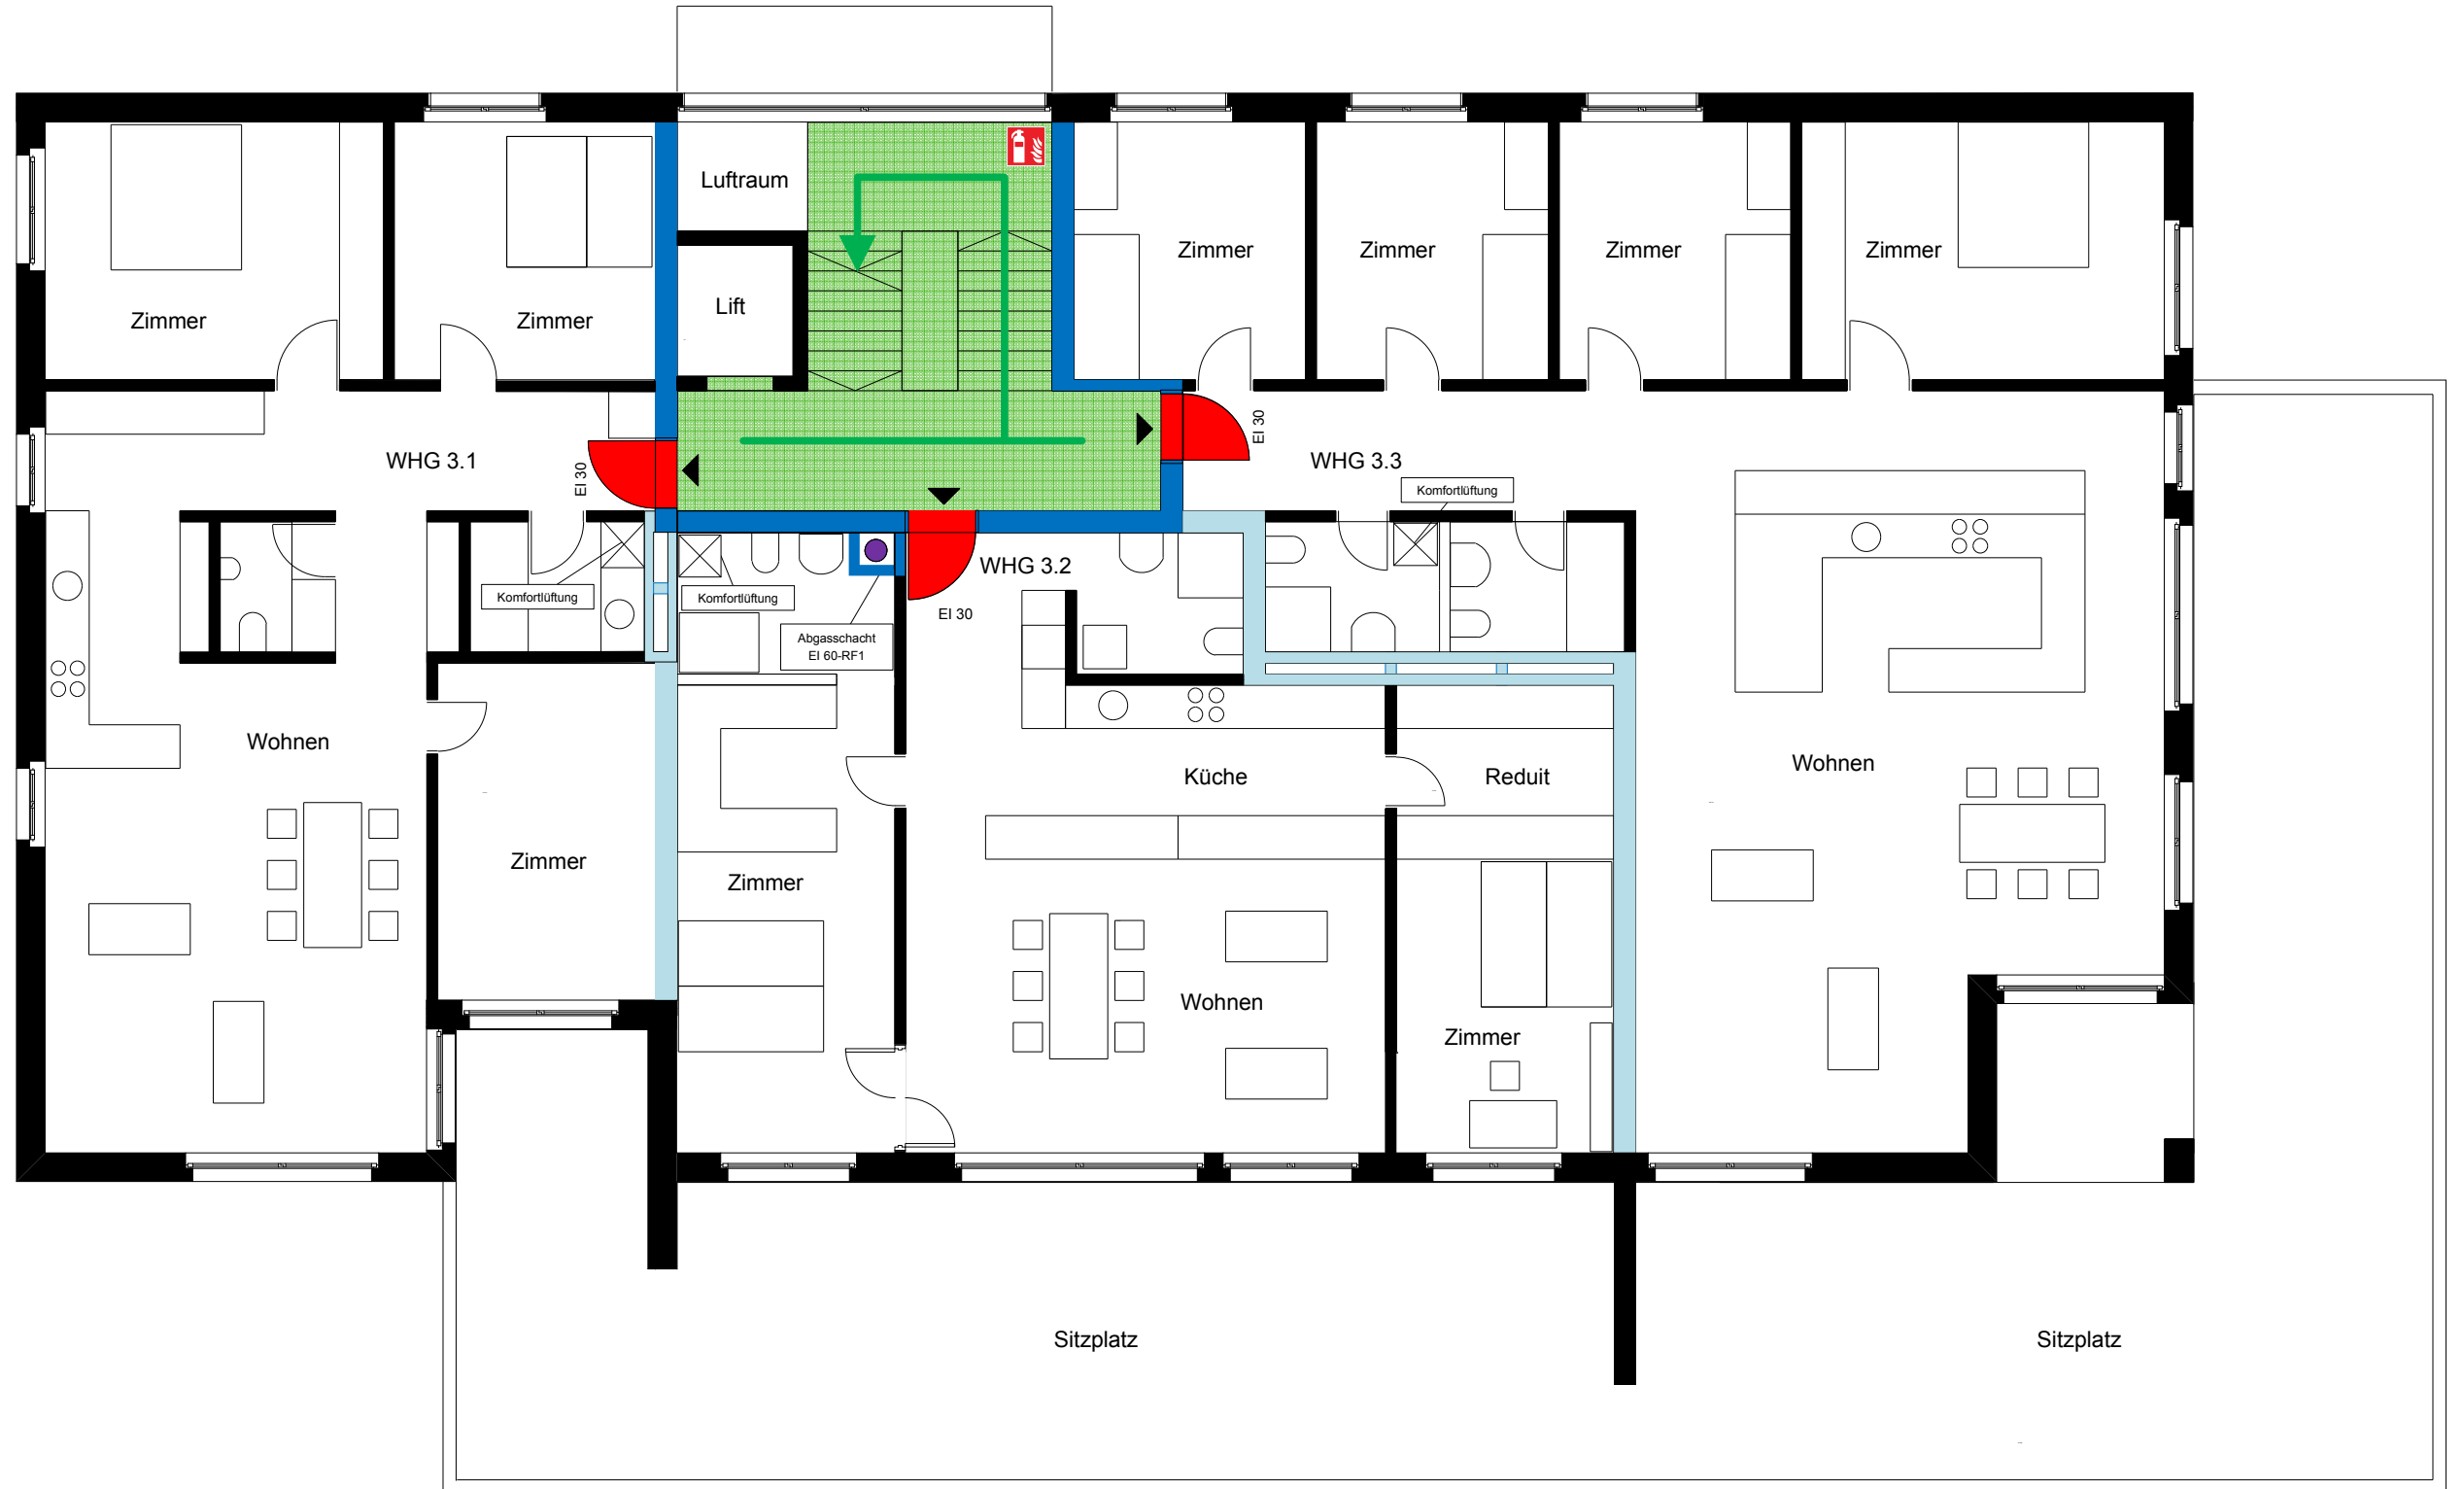 Luftraum
Zimmer
Zimmer
Zimmer
Zimmer
Lift
Zimmer
Zimmer
EI 30
WHG 3.1
WHG 3.3
EI 30
Komfortlüftung
WHG 3.2
Komfortlüftung
Komfortlüftung
EI 30
Abgasschacht
EI 60-RF1
Wohnen
Wohnen
Küche
Reduit
Zimmer
Zimmer
Wohnen
Zimmer
Sitzplatz
Sitzplatz